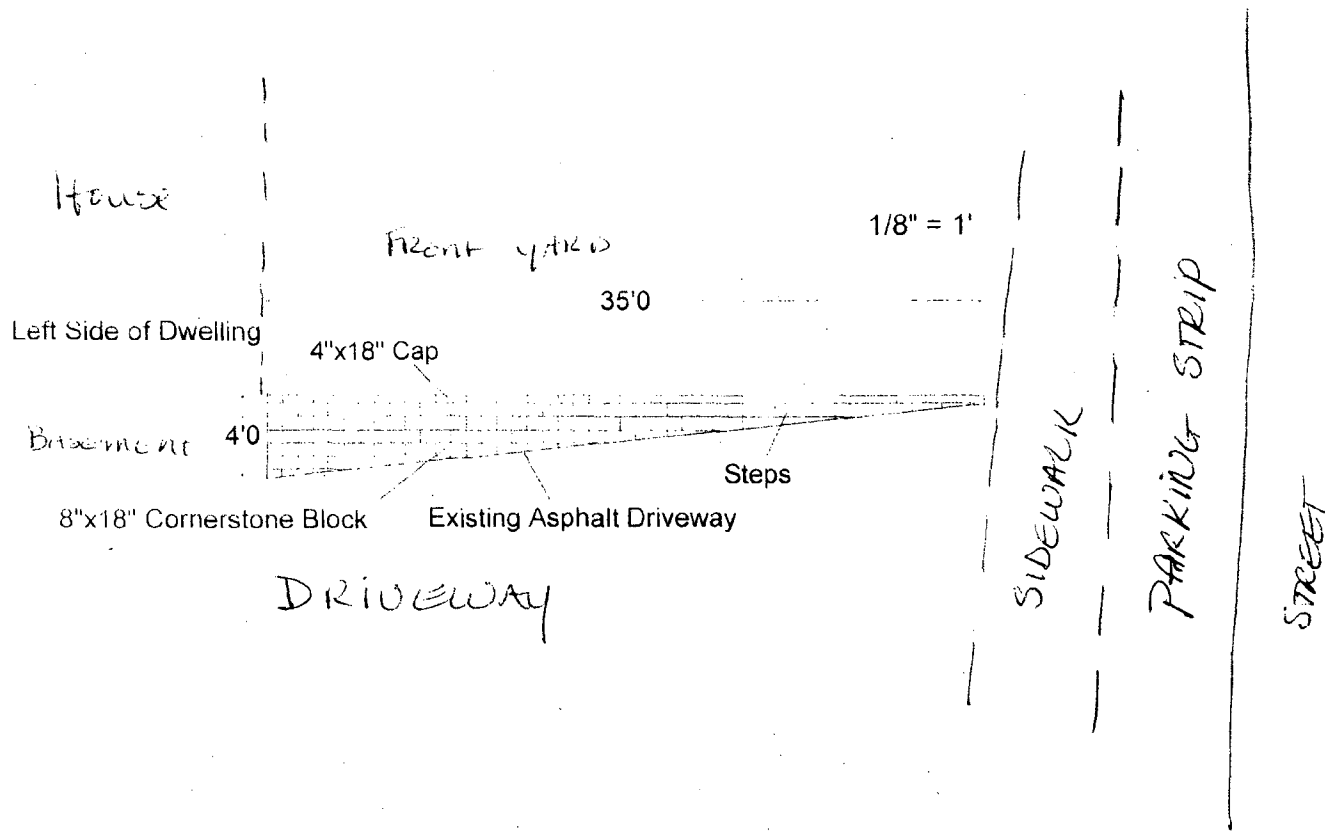 House
Front YARD
1/8" = 1'
35'0
Left Side of Dwelling
4"x18" Cap
Basement
4'0
Steps
8"x18" Cornerstone Block
Existing Asphalt Driveway
DRIVEWAY
SIDEWALK
PARKING STRIP
STREET